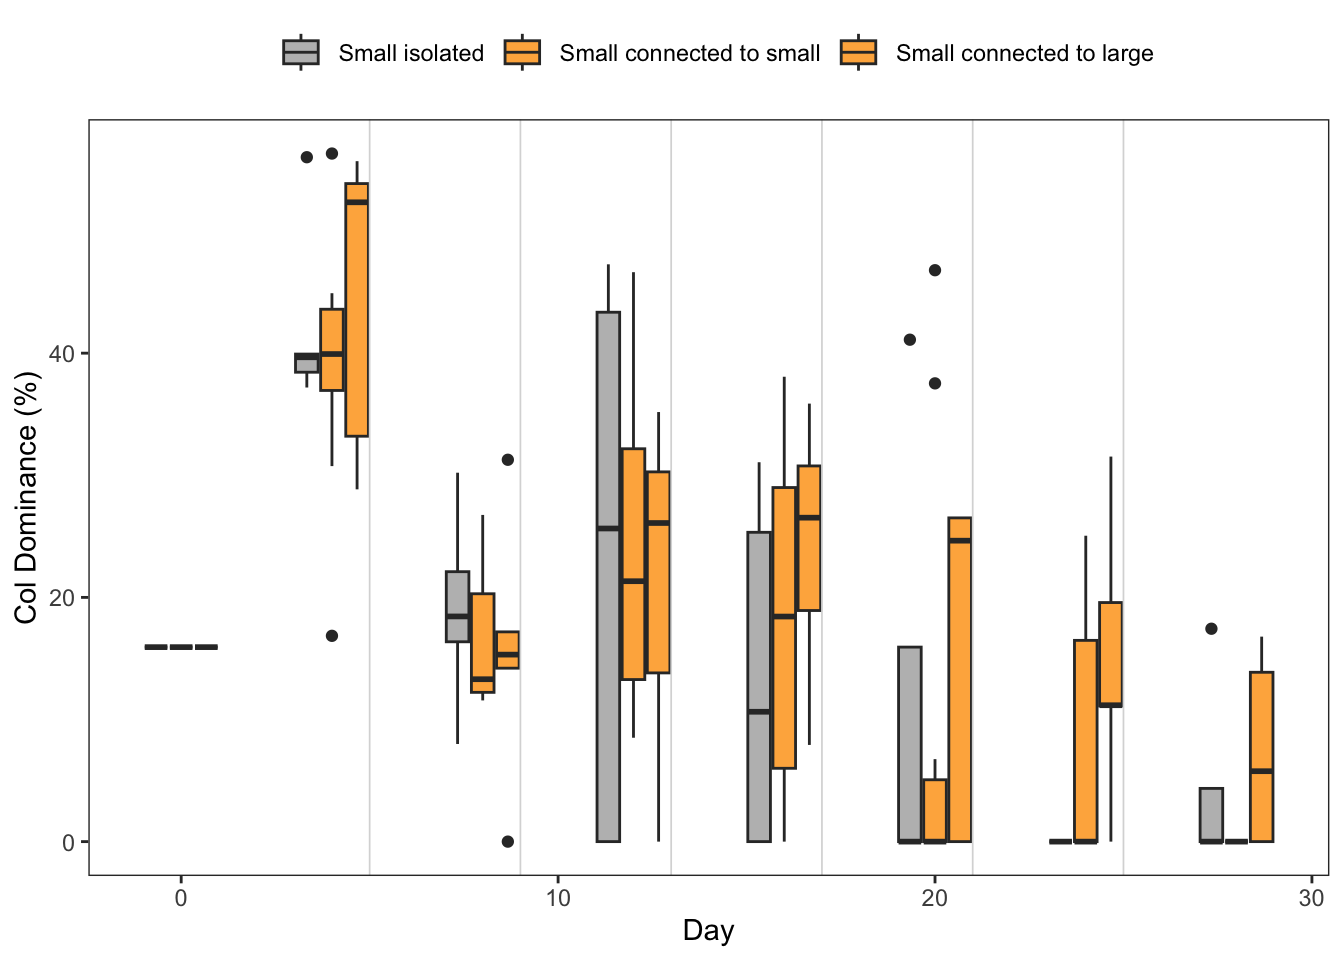 Small isolated Small connected to small Small connected to large
Col Dominance (%)
40
20
0
0 10 20 30
Day